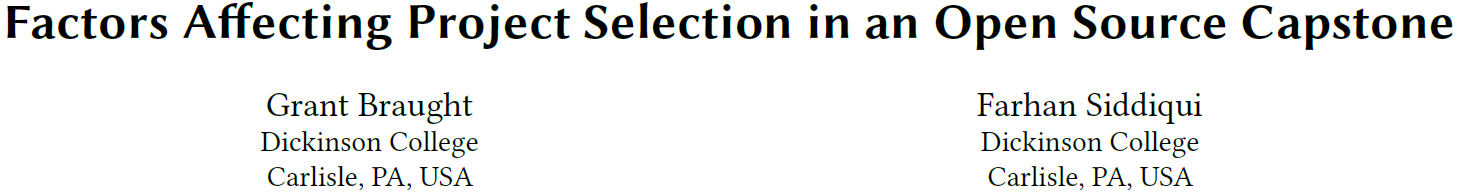 Factors Affecting Project Selection in an Open Source Capstone
Grant Braught
Dickinson College
Carlisle, PA, USA
Farhan Siddiqui
Dickinson College
Carlisle, PA, USA